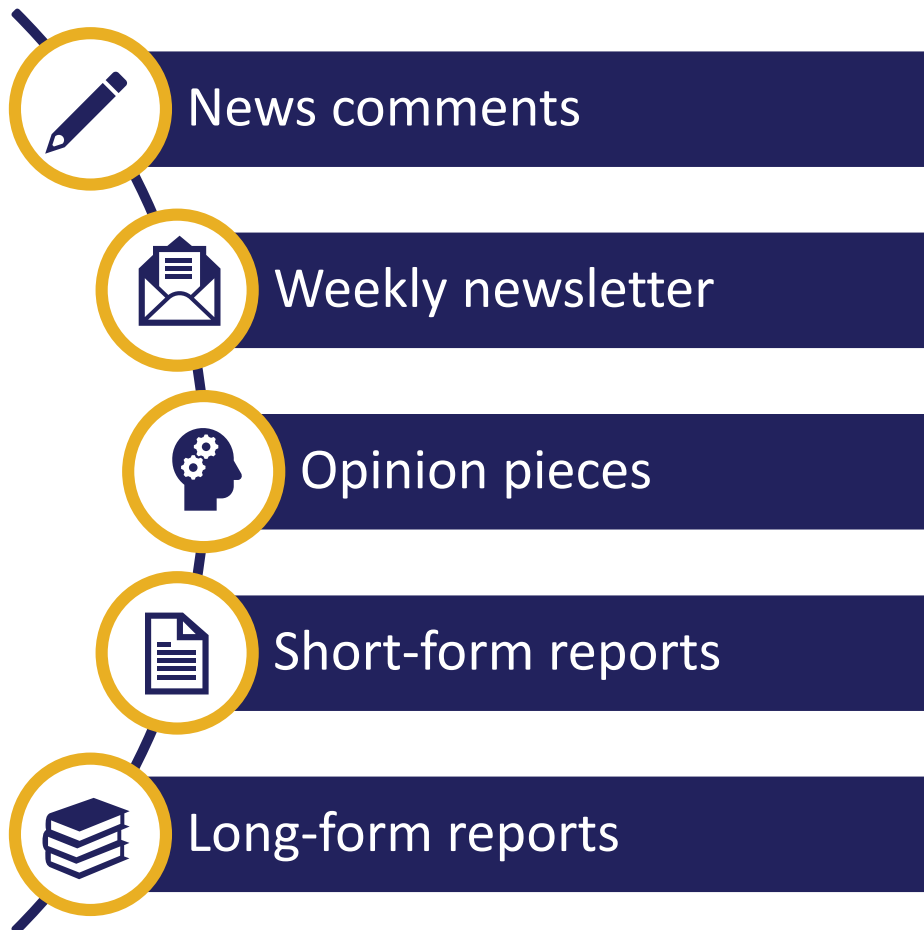 News comments
Weekly newsletter
Opinion pieces
Short-form reports
Long-form reports